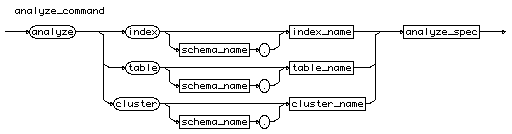 analyze_command
analyze index index_name analyze_spec
schema_name .
table table_name
schema_name .
cluster cluster_name
schema_name .